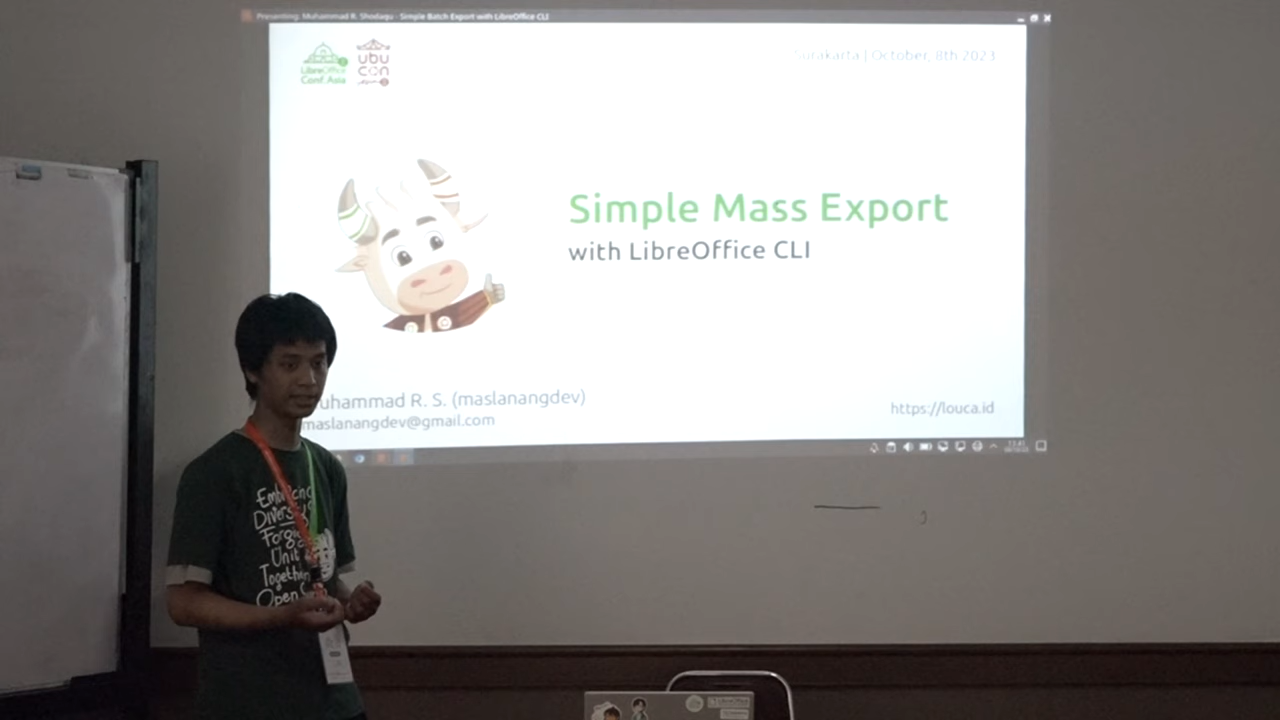 Presenting: Muhammad R. Shodaqu - Simple Batch Export with LibreOffice CLI
LibreOffice
Conf.Asia
ubu
con
Surakarta | October, 8th 2023
Simple Mass Export
with LibreOffice CLI
uhammad R. S. (maslanangdev)
maslanangdev@gmail.com
https://louca.id
Embracing
Diversity
Unit
Together
Open